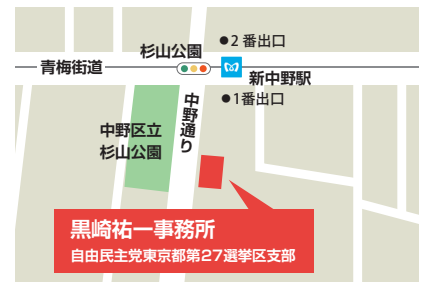 ●2番出口
杉山公園
青梅街道
新中野駅
●1番出口
中野通り
中野区立
杉山公園
黒崎祐一事務所
自由民主党東京都第27選挙区支部